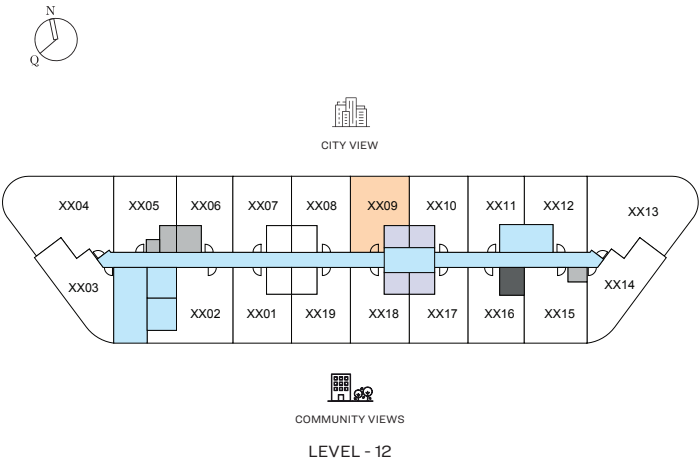 N
Q
CITY VIEW
XX04 XX05 XX06 XX07 XX08 XX09 XX10 XX11 XX12 XX13
XX03 XX14
XX02 XX01 XX19 XX18 XX17 XX16 XX15
COMMUNITY VIEWS
LEVEL - 12